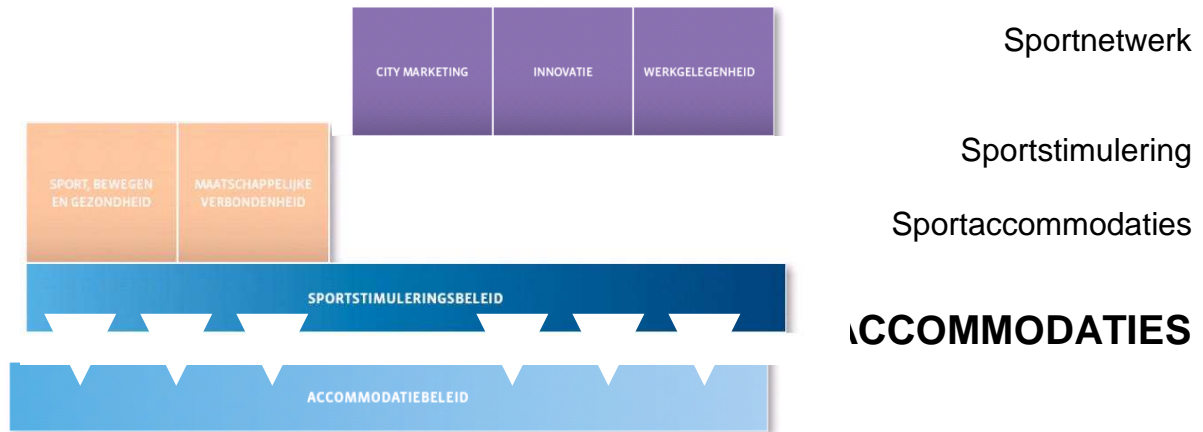 CITY MARKETING
INNOVATIE
WERKGELEGENHEID
Sportnetwerk
SPORT, BEWEGEN
EN GEZONDHEID
MAATSCHAPPELIJKE
VERBONDENHEID
Sportstimulering
Sportaccommodaties
SPORTSTIMULERINGSBELEID
CCOMMODATIES
ACCOMMODATIEBELEID